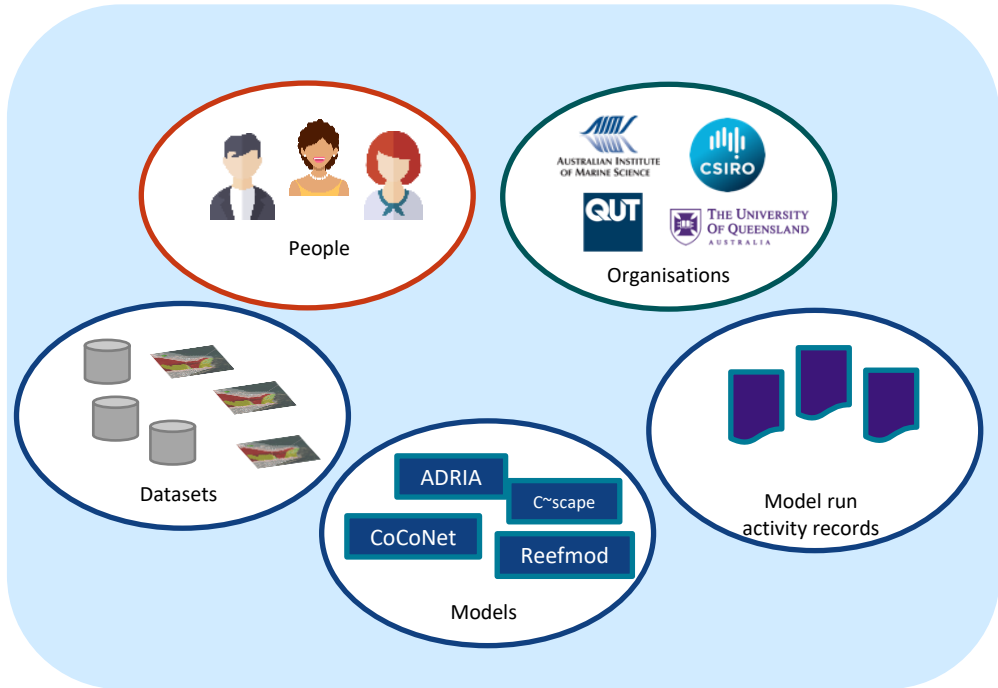 People
AIMS
AUSTRALIAN INSTITUTE
OF MARINE SCIENCE
CSIRO
QUT
THE UNIVERSITY
OF QUEENSLAND
AUSTRALIA
Organisations
Datasets
ADRIA
C~scape
CoCoNet
Reefmod
Models
Model run
activity records